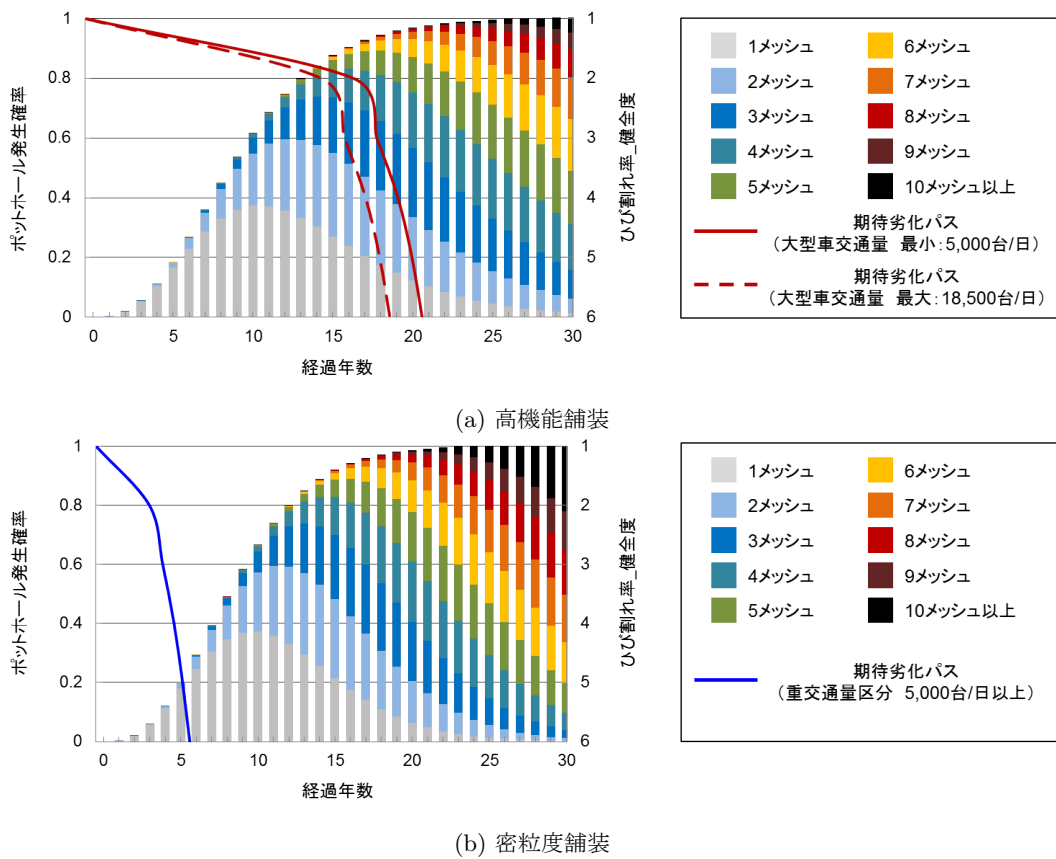 1
0.8
0.6
0.4
0.2
0
ポットホール発生確率
0
5
10
15
20
25
30
経過年数
1
2
3
4
5
6
ひび割れ率_健全度
1メッシュ
2メッシュ
3メッシュ
4メッシュ
5メッシュ
6メッシュ
7メッシュ
8メッシュ
9メッシュ
10メッシュ以上
期待劣化パス
（大型車交通量 最小：5,000台/日）
期待劣化パス
（大型車交通量 最大：18,500台/日）
(a) 高機能舗装
1
0.8
0.6
0.4
0.2
0
ポットホール発生確率
0
5
10
15
20
25
30
経過年数
1
2
3
4
5
6
ひび割れ率_健全度
1メッシュ
2メッシュ
3メッシュ
4メッシュ
5メッシュ
6メッシュ
7メッシュ
8メッシュ
9メッシュ
10メッシュ以上
期待劣化パス
（重交通量区分 5,000台/日以上）
(b) 密粒度舗装